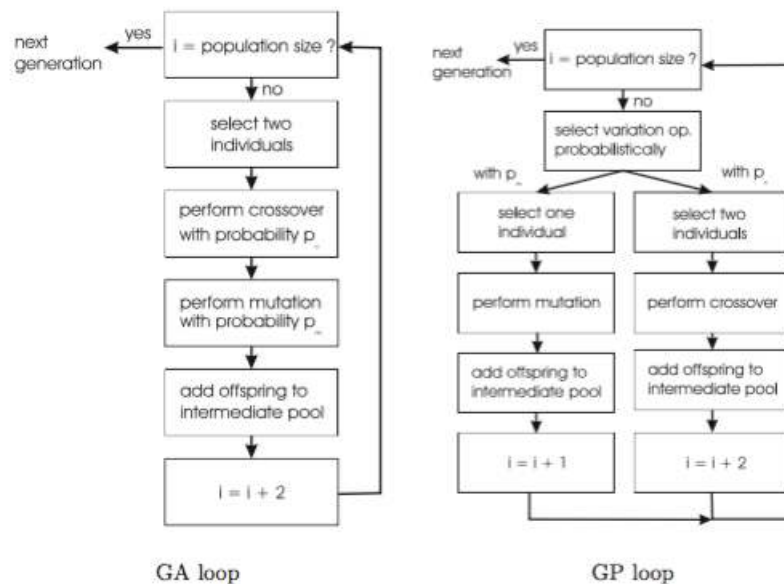 yes
next
generation
i = population size ?
no
select two
individuals
perform crossover
with probability p
perform mutation
with probability p
add offspring to
intermediate pool
i = i + 2
GA loop
yes
next
generation
i = population size ?
no
select variation op.
probabilistically
with p
with p
select one
individual
select two
individuals
perform mutation
perform crossover
add offspring to
intermediate pool
add offspring to
intermediate pool
i = i + 1
i = i + 2
GP loop